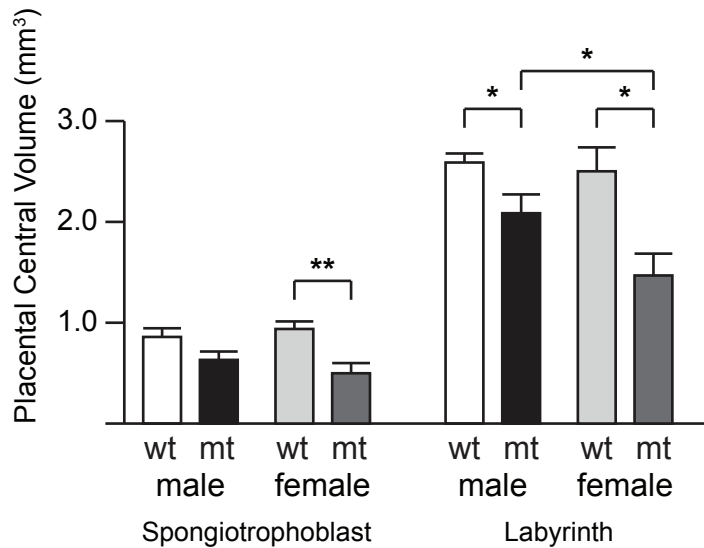 Placental Central Volume (mm³)
*
* *
3.0
2.0
**
1.0
wt mt wt mt wt mt wt mt
male female male female
Spongiotrophoblast Labyrinth